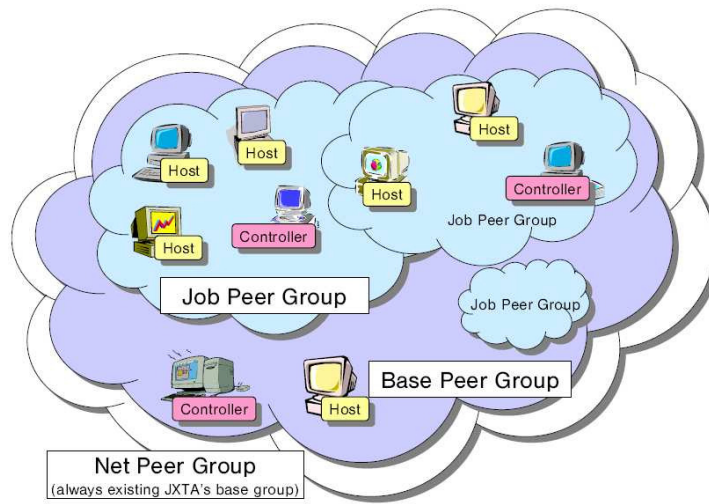 Host
Host
Host
Host
Controller
Host
Controller
Job Peer Group
Host
Job Peer Group
Job Peer Group
Controller
Host
Base Peer Group
Net Peer Group
(always existing JXTA's base group)